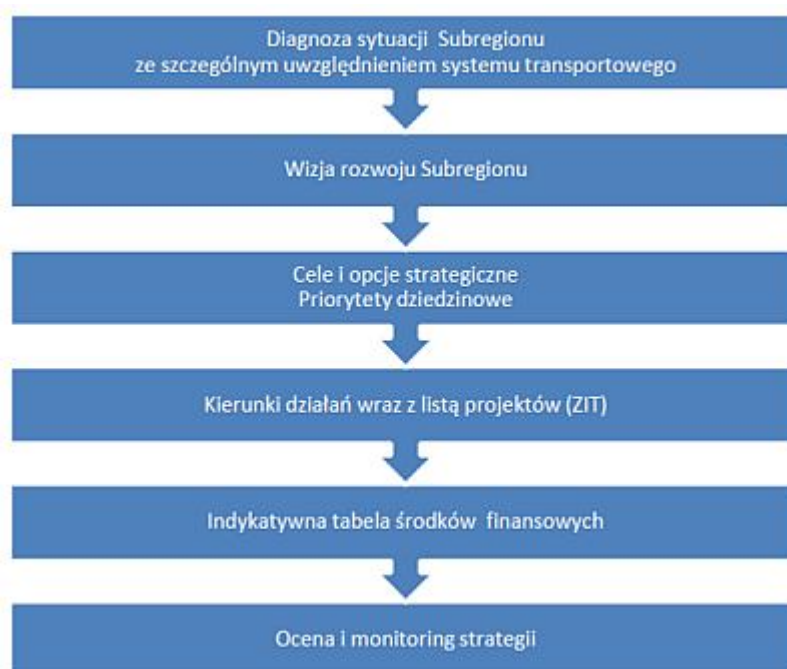 Diagnoza sytuacji Subregionu
ze szczególnym uwzględnieniem systemu transportowego
Wizja rozwoju Subregionu
Cele i opcje strategiczne
Priorytety dziedzinowe
Kierunki działań wraz z listą projektów (ZIT)
Indykatywna tabela środków finansowych
Ocena i monitoring strategii